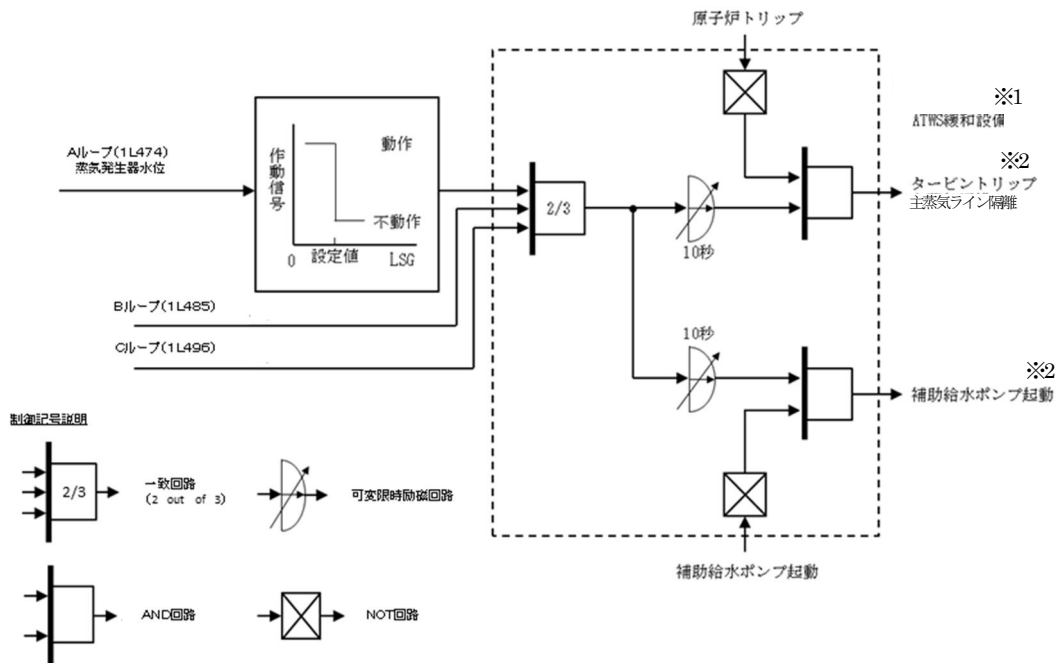 原子炉トリップ
※1
ATWS緩和設備
※2
タービントリップ
主蒸気ライン隔離
Aループ(1L474)
蒸気発生器水位
作動信号
動作
不動作
0
設定値
LSG
2/3
10秒
Bループ(1L485)
Cループ(1L496)
10秒
※2
補助給水ポンプ起動
補助給水ポンプ起動
制御記号説明
2/3
一致回路
(2 out of 3)
可変限時励磁回路
AND回路
NOT回路